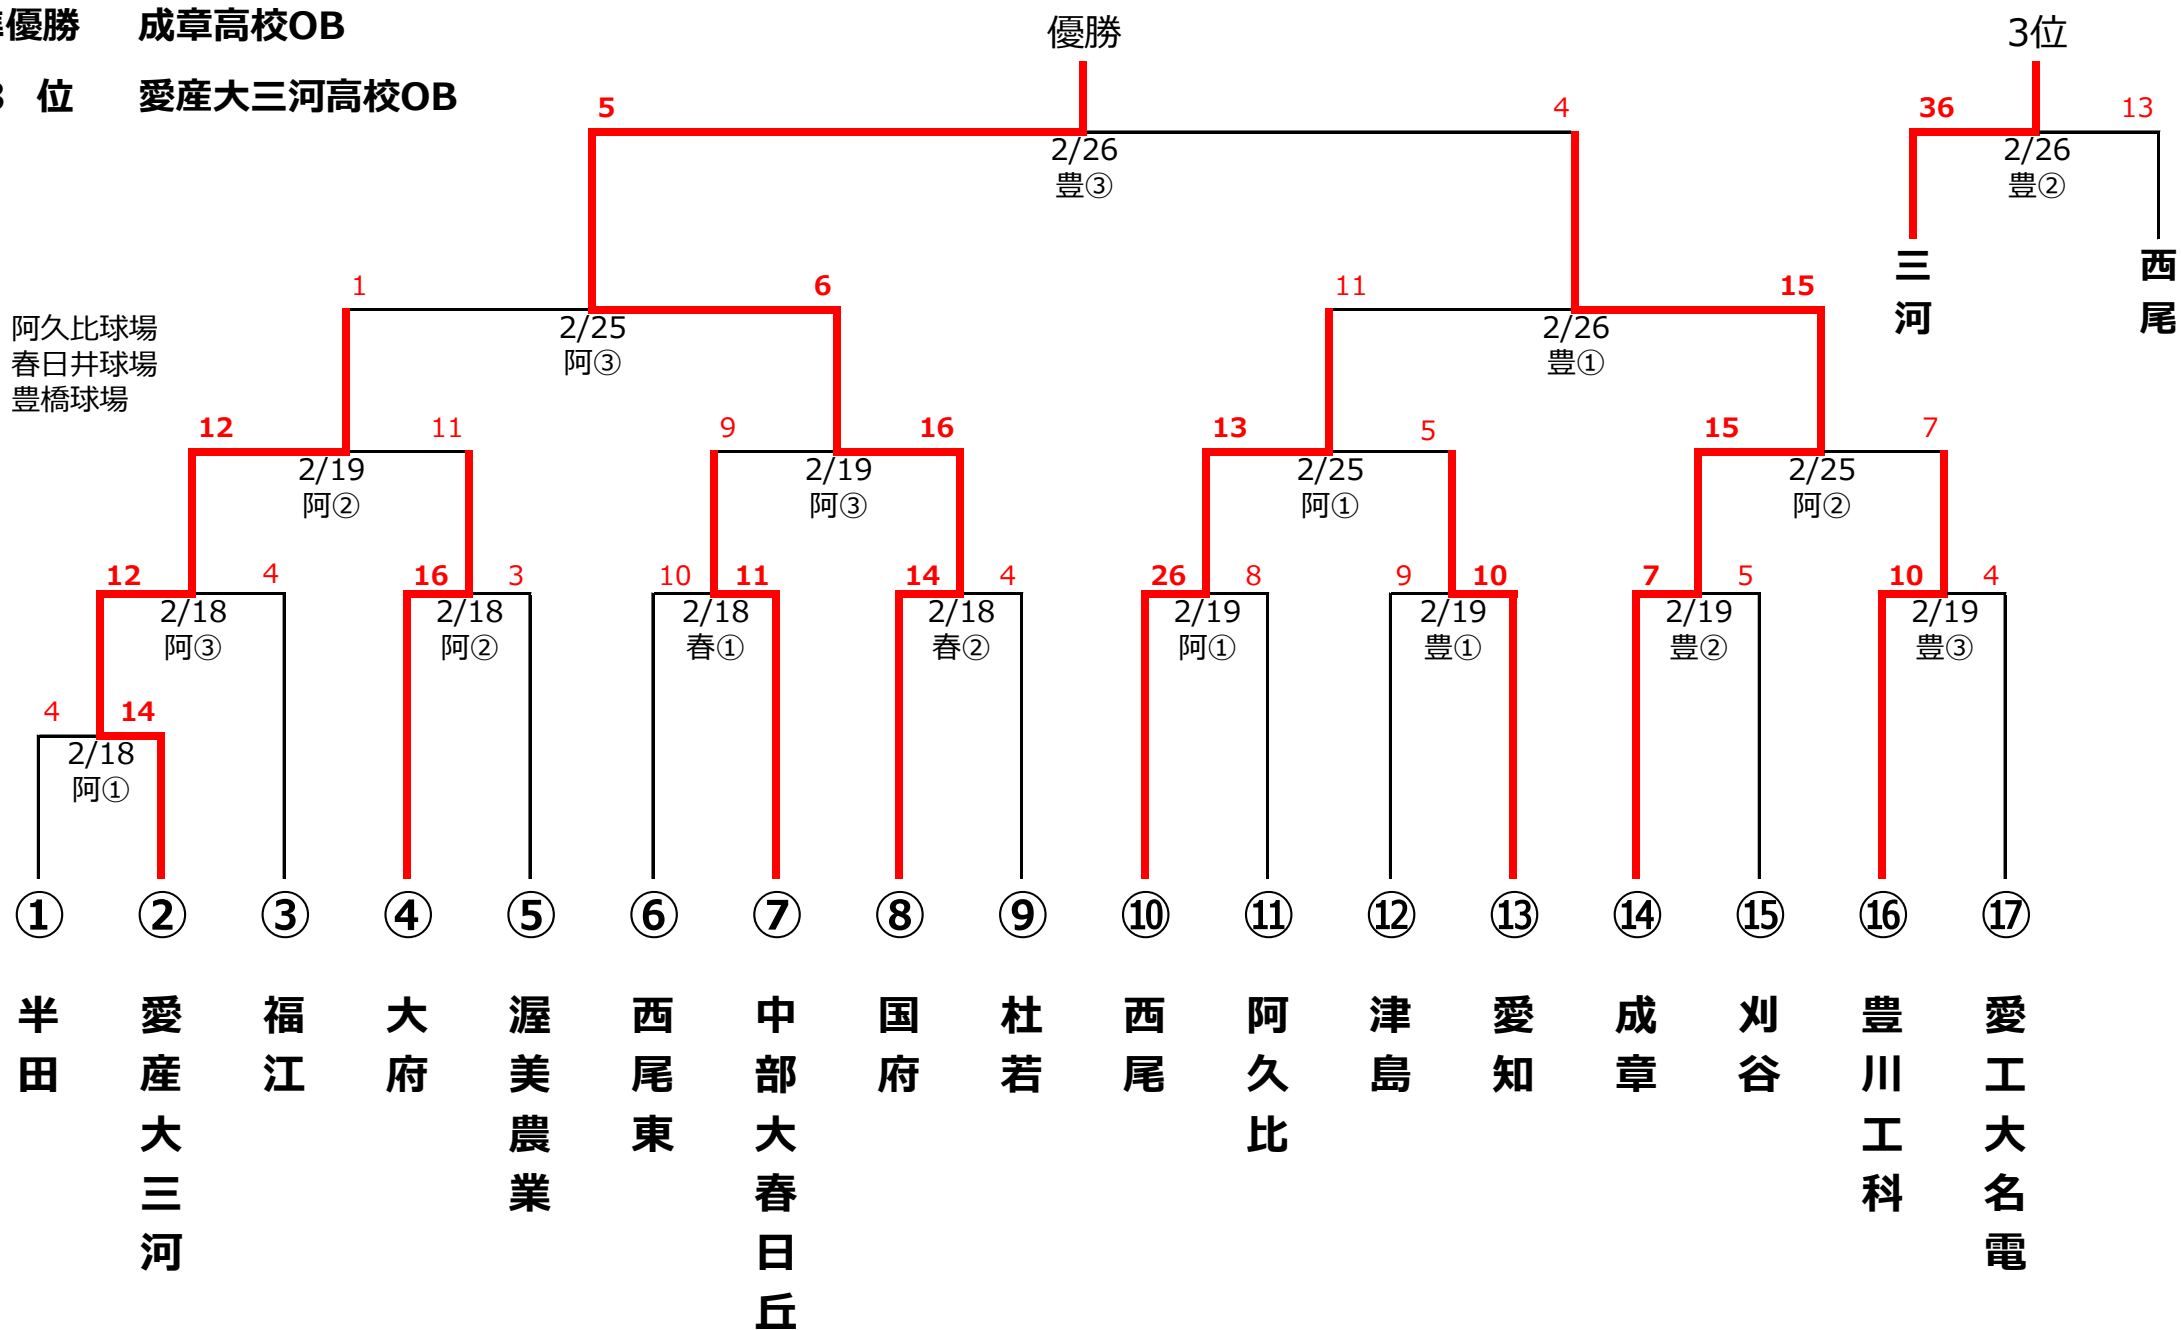 優勝 成章高校OB
位 愛産大三河高校OB
優勝
3位
5
4
36
13
2/26
豊③
2/26
豊②
三河
西尾
1
6
11
15
2/25
阿③
2/26
豊①
阿久比球場
春日井球場
豊橋球場
12
11
9
16
13
5
15
7
2/19
阿②
2/19
阿③
2/25
阿①
2/25
阿②
12
4
16
3
10
11
14
4
26
8
9
10
7
5
10
4
2/18
阿③
2/18
阿②
2/18
春①
2/18
春②
2/19
阿①
2/19
豊①
2/19
豊②
2/19
豊③
4
14
2/18
阿①
① ② ③ ④ ⑤ ⑥ ⑦ ⑧ ⑨ ⑩ ⑪ ⑫ ⑬ ⑭ ⑮ ⑯ ⑰
半田
愛産大三河
福江
大府
渥美農業
西尾東
中部大春日丘
国府
杜若
西尾
阿久比
津島
愛知
成章
刈谷
豊川工科
愛工大名電